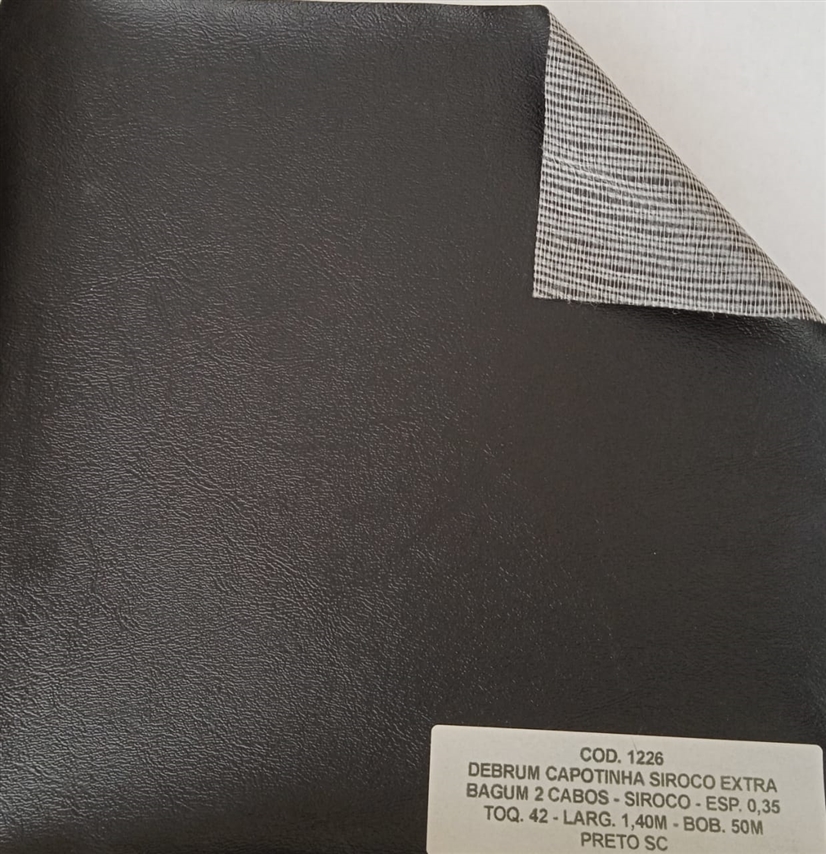 COD. 1226
DEBRUM CAPOTINHA SIROCO EXTRA
BAGUM 2 CABOS - SIROCO - ESP. 0,35
TOQ. 42 - LARG. 1,40M - BOB. 50M
PRETO SC